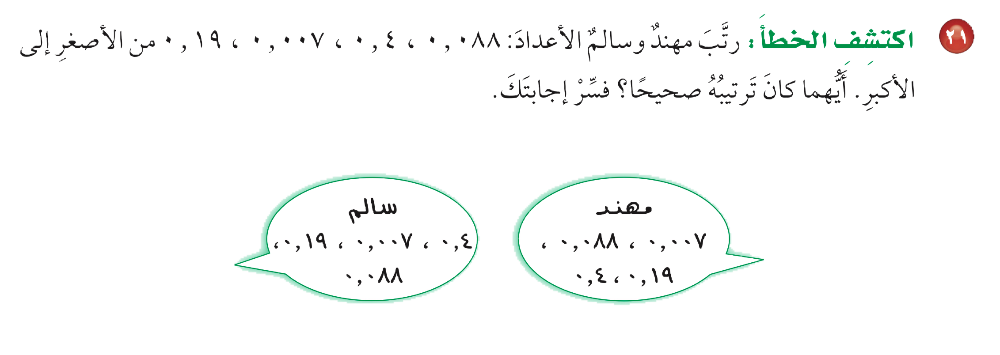 ٢١ اكتشِفِ الخطأَ: رتَّبَ مهندٌ وسالمٌ الأعدادَ: ٠,٠٨٨ ، ٠,٤ ، ٠,٠٠٧ ، ٠,١٩ من الأصغرِ إلى
الأكبرِ. أَيُّهما كانَ تَرتيبُهُ صحيحًا؟ فسِّرْ إجابتَكَ.
مهند
٠,٠٠٧ ، ٠,٠٨٨ ،
٠,١٩ ، ٠,٤
سالم
٠,٤ ، ٠,٠٠٧ ، ٠,١٩،
٠,٠٨٨